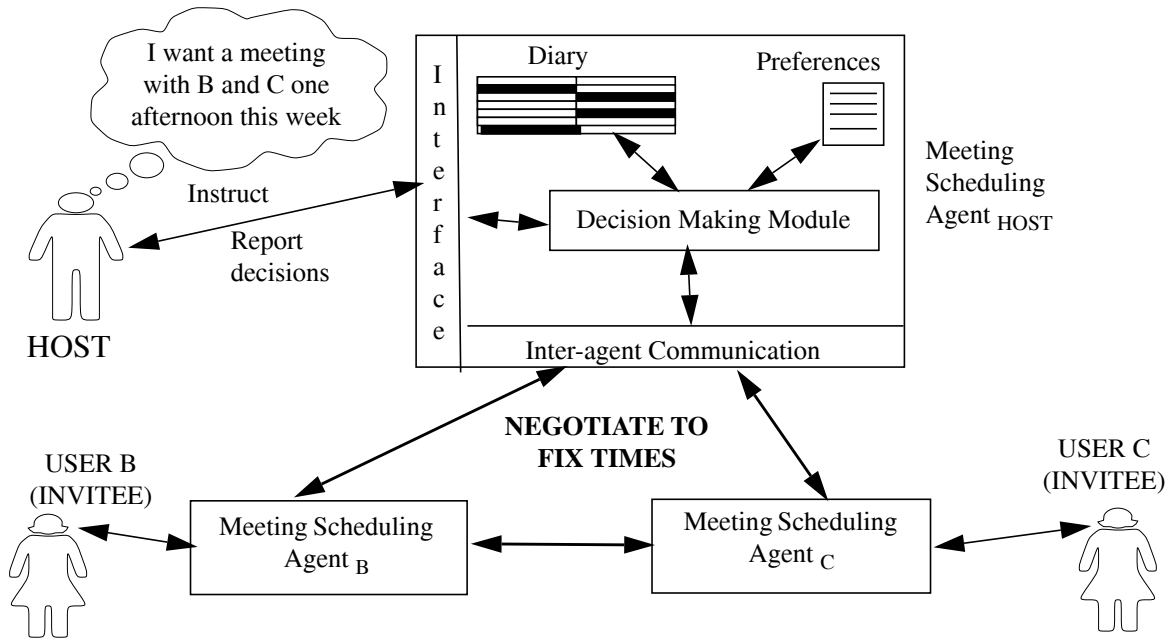 I want a meeting
with B and C one
afternoon this week
Instruct
Report
decisions
HOST
Interface
Diary
Preferences
Decision Making Module
Inter-agent Communication
Meeting
Scheduling
Agent HOST
NEGOTIATE TO
FIX TIMES
USER B
(INVITEE)
Meeting Scheduling
Agent B
Meeting Scheduling
Agent C
USER C
(INVITEE)